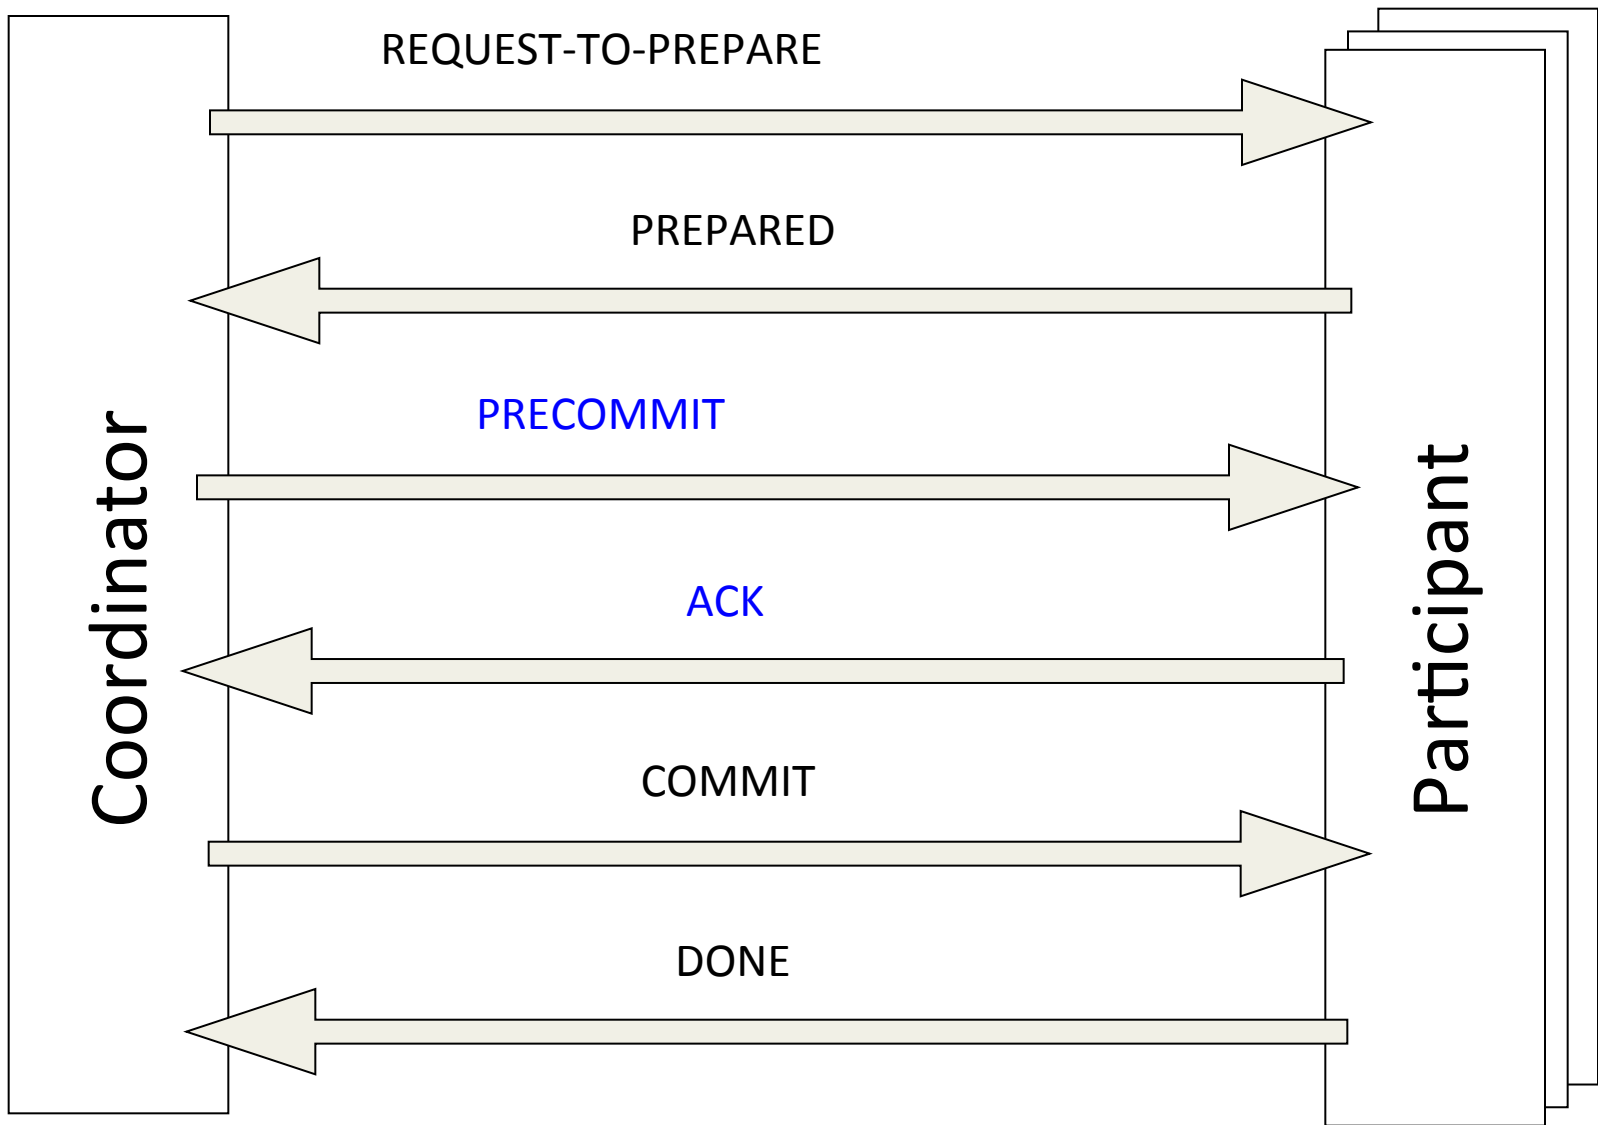 REQUEST-TO-PREPARE
PREPARED
PRECOMMIT
ACK
COMMIT
DONE
Coordinator
Participant